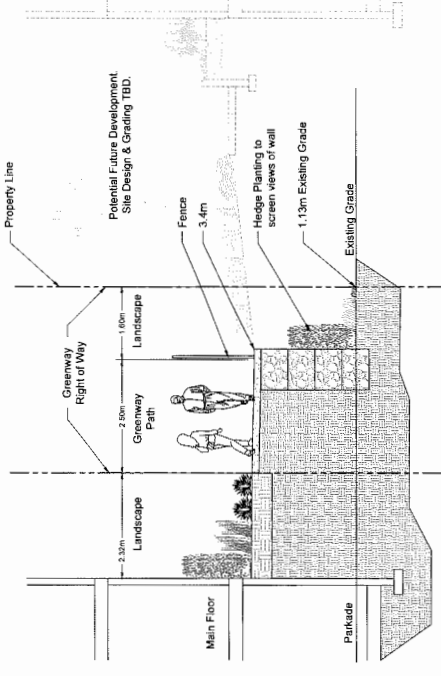 Property Line
Greenway
Right of Way
Potential Future Development.
Site Design & Grading TBD.
2.32m
2.50m
1.60m
Landscape
Greenway
Path
Landscape
Fence
3.4m
Main Floor
Hedge Planting to
screen views of wall
1.13m Existing Grade
Parkade
Existing Grade